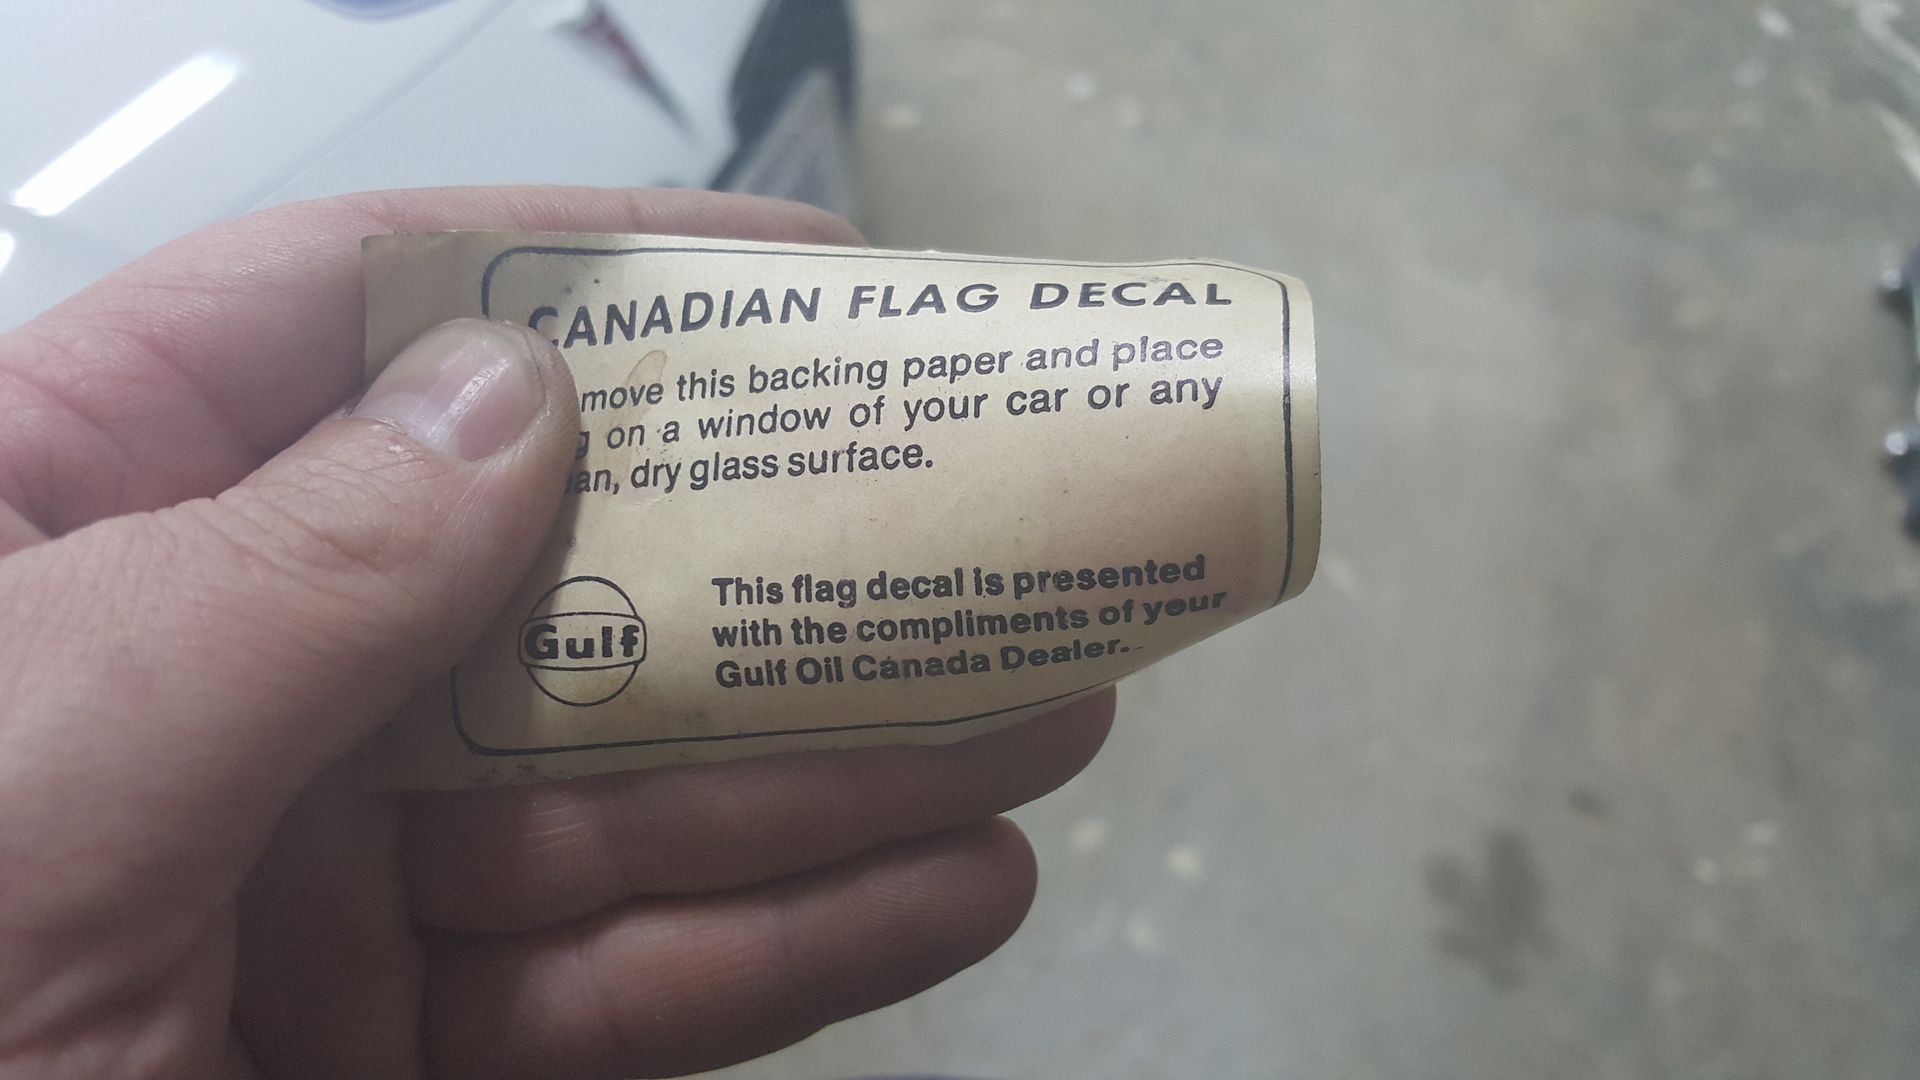 CANADIAN FLAG DECAL
move this backing paper and place
on a window of your car or any
an, dry glass surface.
Gulf
This flag decal is presented
with the compliments of your
Gulf Oil Canada Dealer.